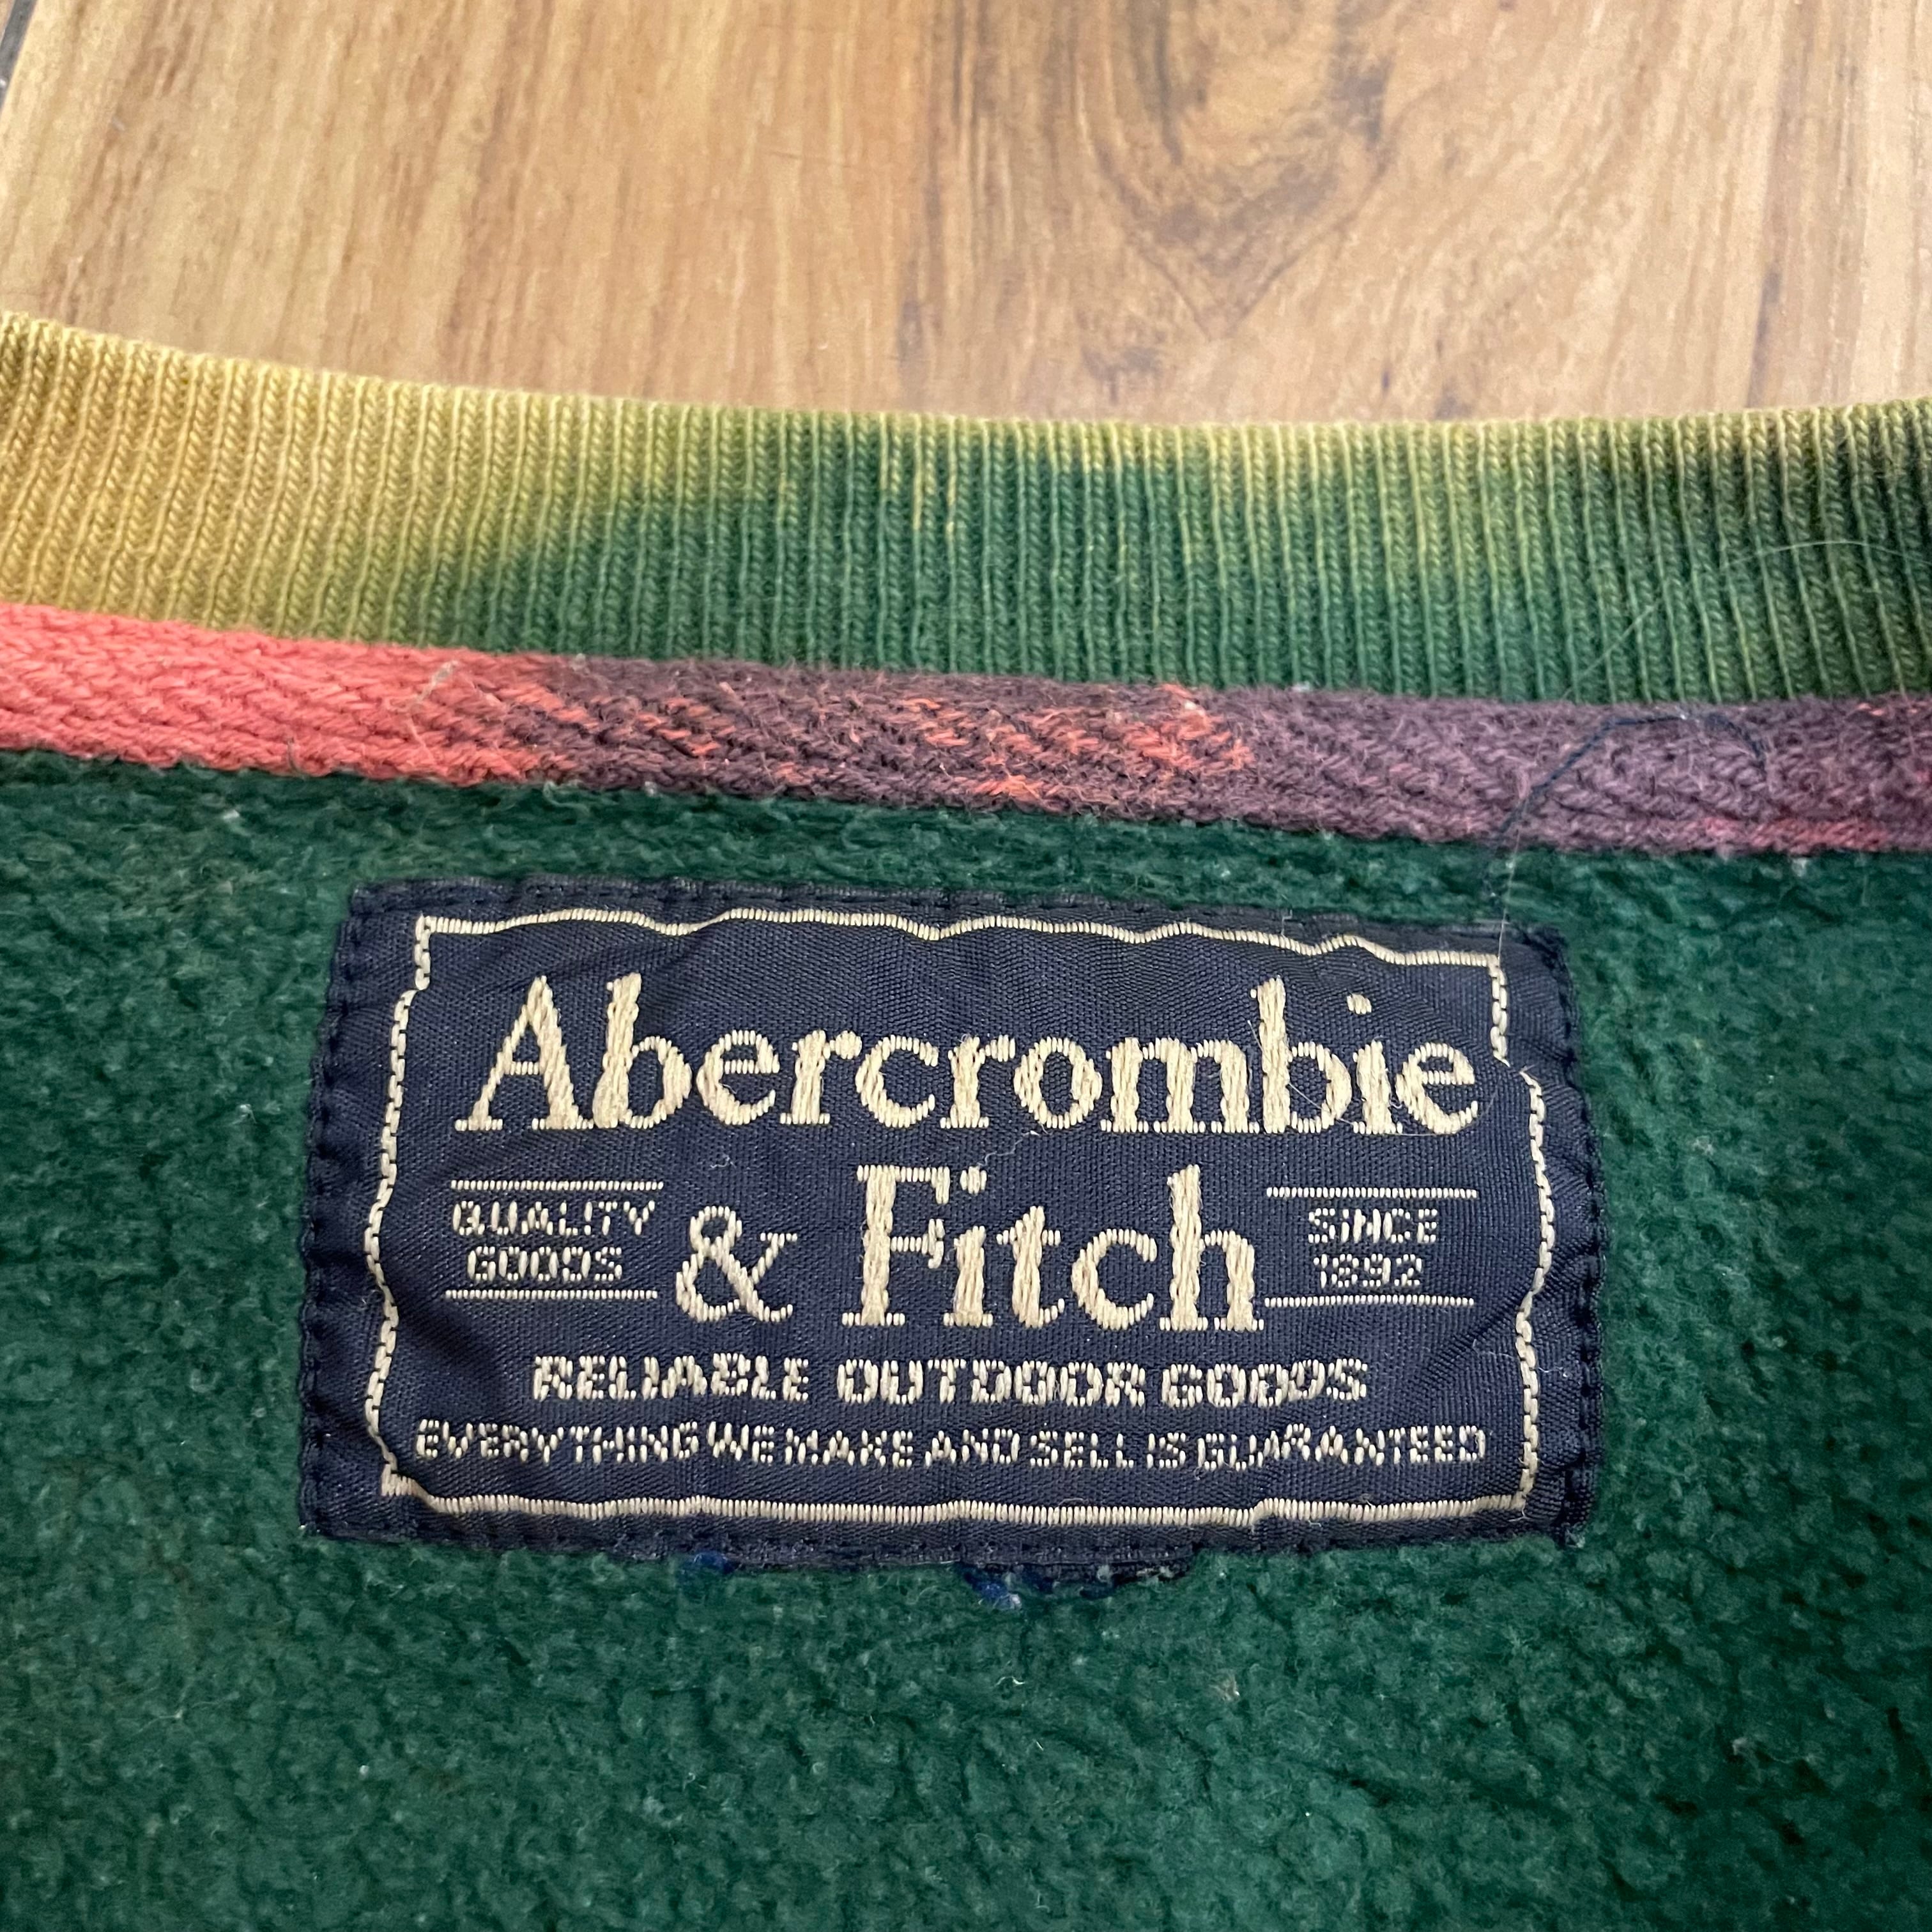 Abercrombie
& Fitch
QUALITY
GOODS
SINCE
1892
RELIABLE OUTDOOR GOODS
EVERYTHING WE MAKE AND SELL IS GUARANTEED